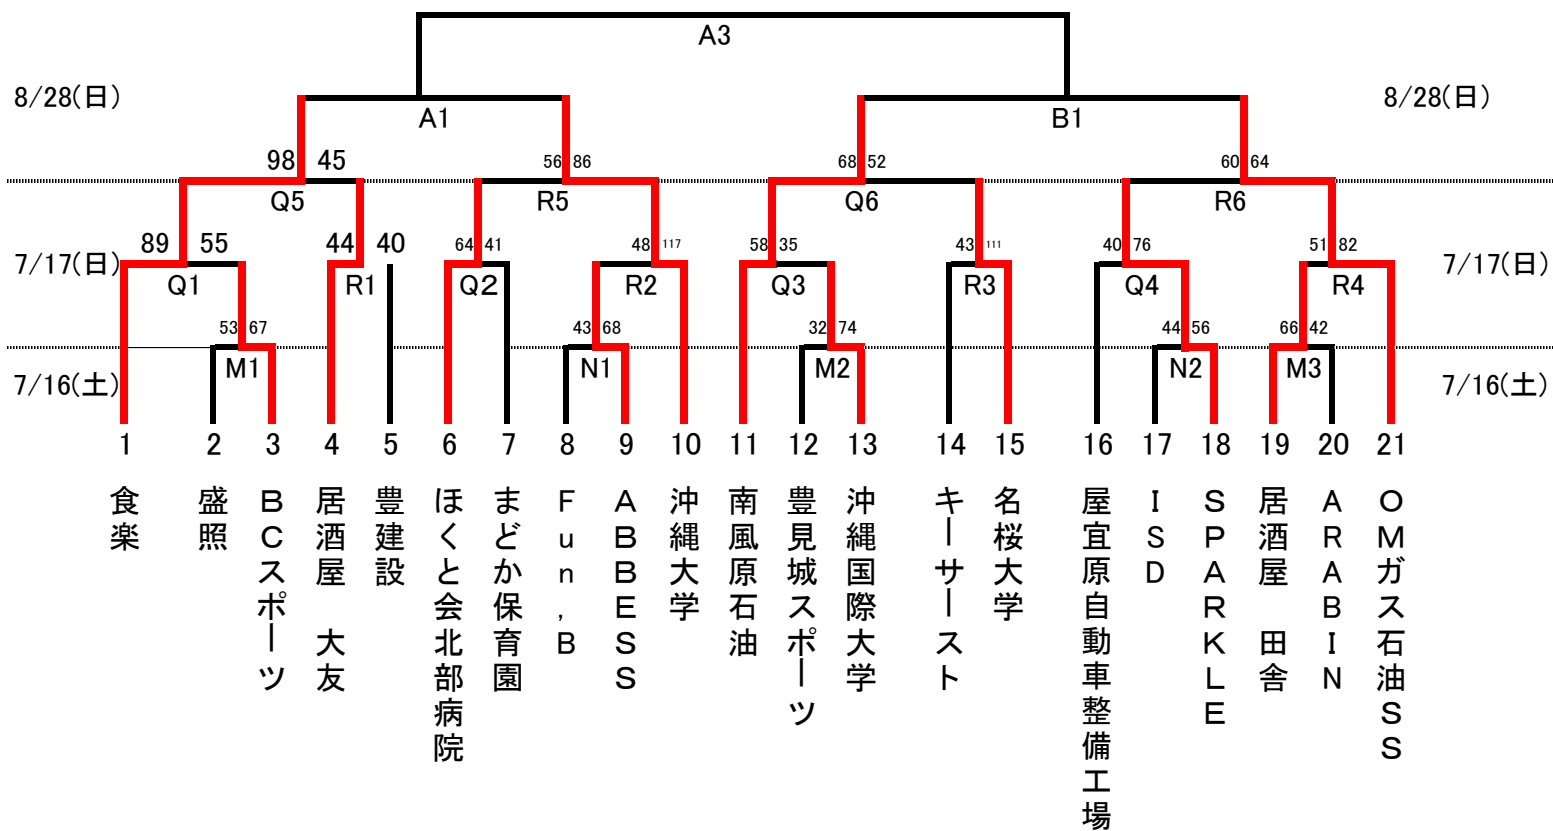 A3
8/28(日)
8/28(日)
A1
B1
98 45
56 86
68 52
60 64
Q5
R5
Q6
R6
89 55
44 40
64 41
48 117
58 35
43 111
40 76
51 82
7/17(日)
7/17(日)
Q1
R1
Q2
R2
Q3
R3
Q4
R4
53 67
43 68
32 74
44 56
66 42
M1
N1
M2
N2
M3
7/16(土)
7/16(土)
1 2 3 4 5 6 7 8 9 10 11 12 13 14 15 16 17 18 19 20 21
食楽
盛照
BCスポーツ
居酒屋 大友
豊建設
ほくと会北部病院
まどか保育園
Fun,B
ABBESS
沖縄大学
南風原石油
豊見城スポーツ
沖縄国際大学
キーサースト
名桜大学
屋宜原自動車整備工場
ISD
SPARKLE
居酒屋 田舎
ARABIN
OMガス石油SS